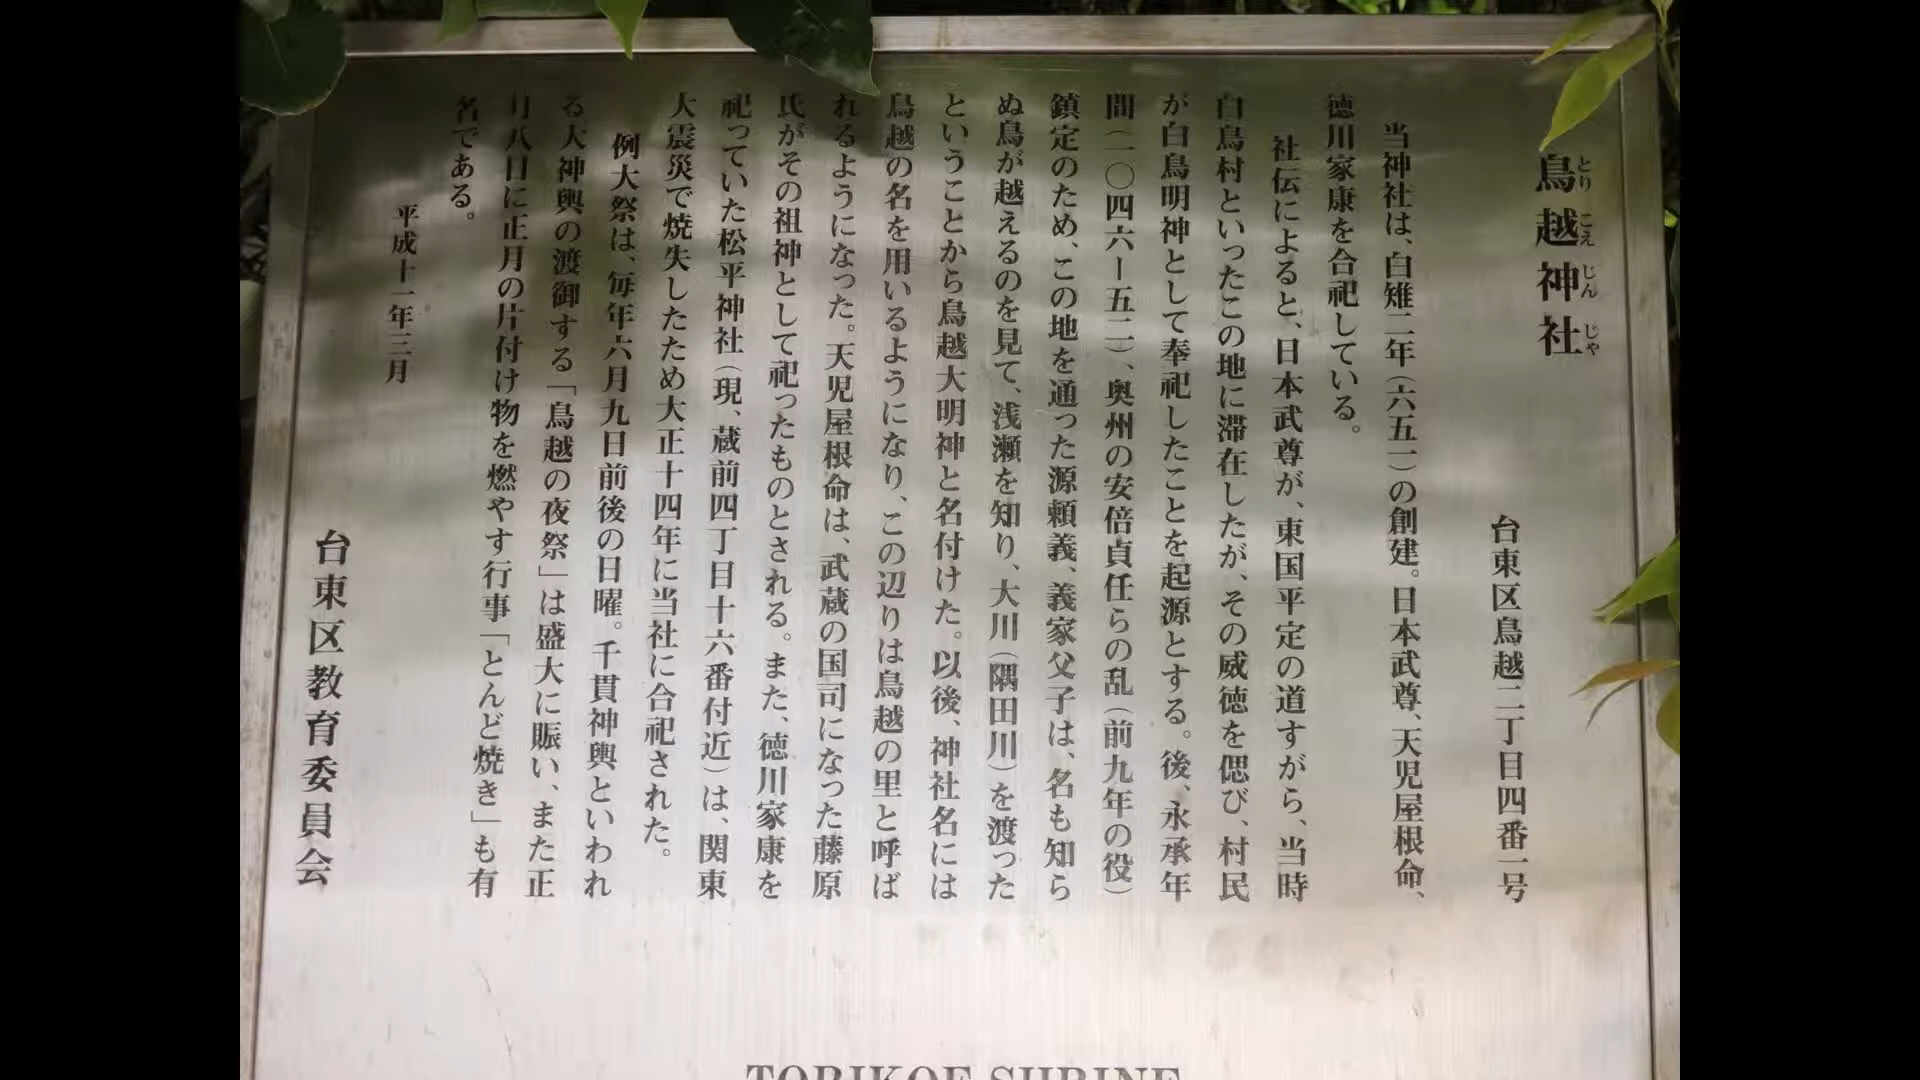 鳥越神社
とりこえじんじゃ
台東区鳥越二丁目四番一号
当神社は、白雉二年（六五一）の創建。日本武尊、天児屋根命、
徳川家康を合祀している。
社伝によると、日本武尊が、東国平定の道すがら、当時
白鳥村といったこの地に滞在したが、その威徳を偲び、村民
が白鳥明神として奉祀したことを起源とする。後、永承年
間（一〇四六ー五二）、奥州の安倍貞任らの乱（前九年の役）
鎮定のため、この地を通った源頼義、義家父子は、名も知ら
ぬ鳥が越えるのを見て、浅瀬を知り、大川（隅田川）を渡った
ということから鳥越大明神と名付けた。以後、神社名には
鳥越の名を用いるようになり、この辺りは鳥越の里と呼ば
れるようになった。天児屋根命は、武蔵の国司になった藤原
氏がその祖神として祀ったものとされる。また、徳川家康を
祀っていた松平神社（現、蔵前四丁目十六番付近）は、関東
大震災で焼失したため大正十四年に当社に合祀された。
例大祭は、毎年六月九日前後の日曜。千貫神輿といわれ
る大神輿の渡御する「鳥越の夜祭」は盛大に賑い、また正
月八日に正月の片付け物を燃やす行事「とんど焼き」も有
名である。
平成十一年三月
台東区教育委員会
TORIKOE SHRINE